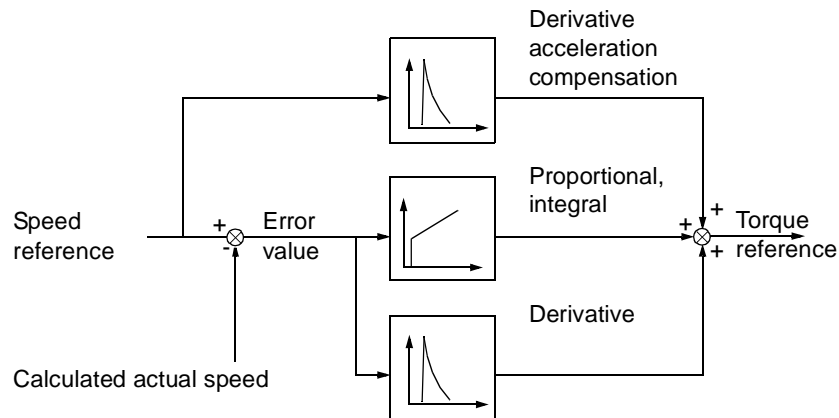 Derivative
acceleration
compensation
Proportional,
integral
Speed
reference
+
-
Error
value
+
+
+
Torque
reference
Derivative
Calculated actual speed